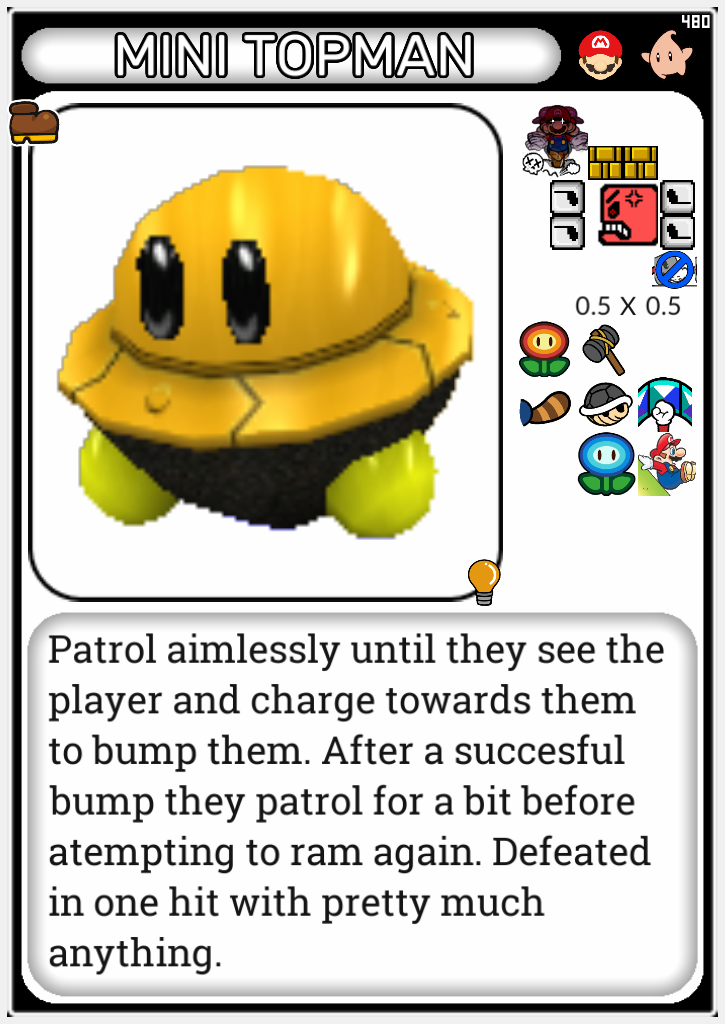 480
MINI TOPMAN
0.5 X 0.5
Patrol aimlessly until they see the
player and charge towards them
to bump them. After a succesful
bump they patrol for a bit before
atempting to ram again. Defeated
in one hit with pretty much
anything.